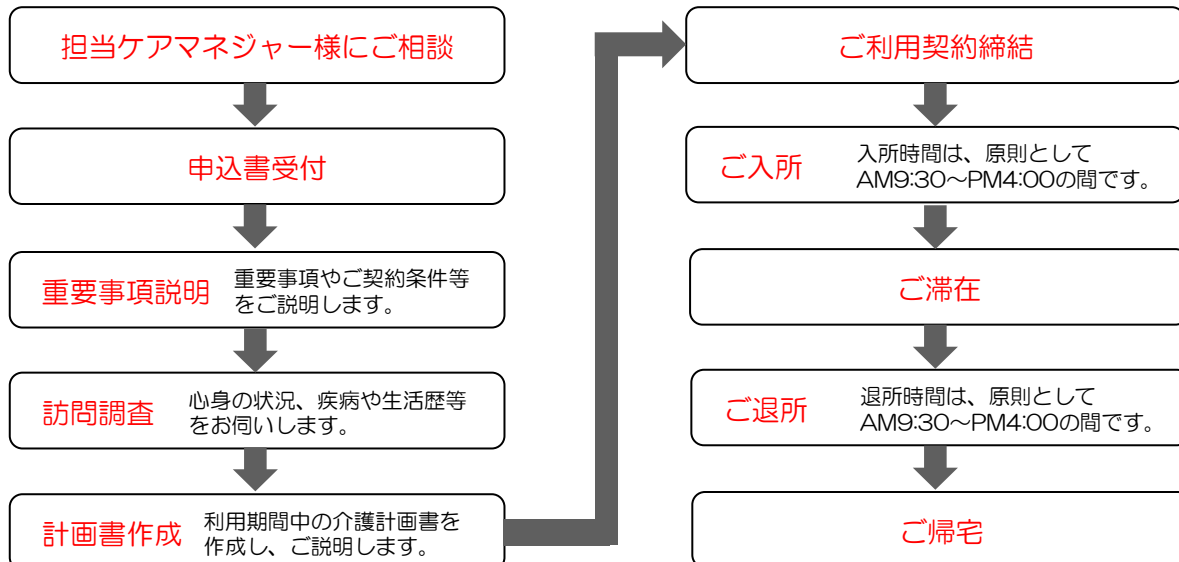 担当ケアマネジャー様にご相談
申込書受付
重要事項説明
重要事項やご契約条件等
をご説明します。
訪問調査
心身の状況、疾病や生活歴等
をお伺いします。
計画書作成
利用期間中の介護計画書を
作成し、ご説明します。
ご利用契約締結
ご入所
入所時間は、原則として
AM9:30～PM4:00の間です。
ご滞在
ご退所
退所時間は、原則として
AM9:30～PM4:00の間です。
ご帰宅